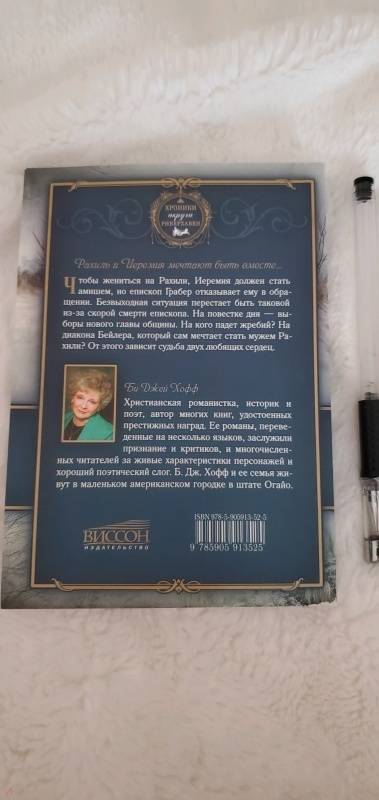 ХРОНИКИ
округа
РИВЕРХАВЕН
Рахиль и Иеремия мечтают быть вместе...
Чтобы жениться на Рахили, Иеремия должен стать
амишем, но епископ Грабер отказывает ему в обра-
щении. Безвыходная ситуация перестает быть таковой
из-за скорой смерти епископа. На повестке дня — вы-
боры нового главы общины. На кого падет жребий? На
диакона Бейлера, который сам мечтает стать мужем Ра-
хили? От этого зависит судьба двух любящих сердец.
Би Джей Хофф
Христианская романистка, историк и
поэт, автор многих книг, удостоенных
престижных наград. Ее романы, переве-
денные на несколько языков, заслужили
признание и критиков, и многочислен-
ных читателей за живые характеристики персонажей и
хороший поэтический слог. Б. Дж. Хофф и ее семья жи-
вут в маленьком американском городке в штате Огайо.
ISBN 978-5-905913-52-5
ВИССОН
ИЗДАТЕЛЬСТВО
9 785905 913525